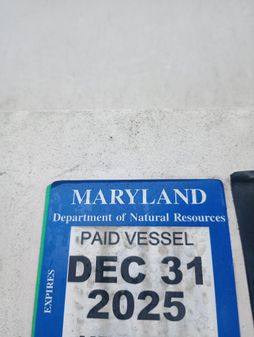 MARYLAND
Department of Natural Resources
PAID VESSEL
DEC 31
2025
EXPIRES